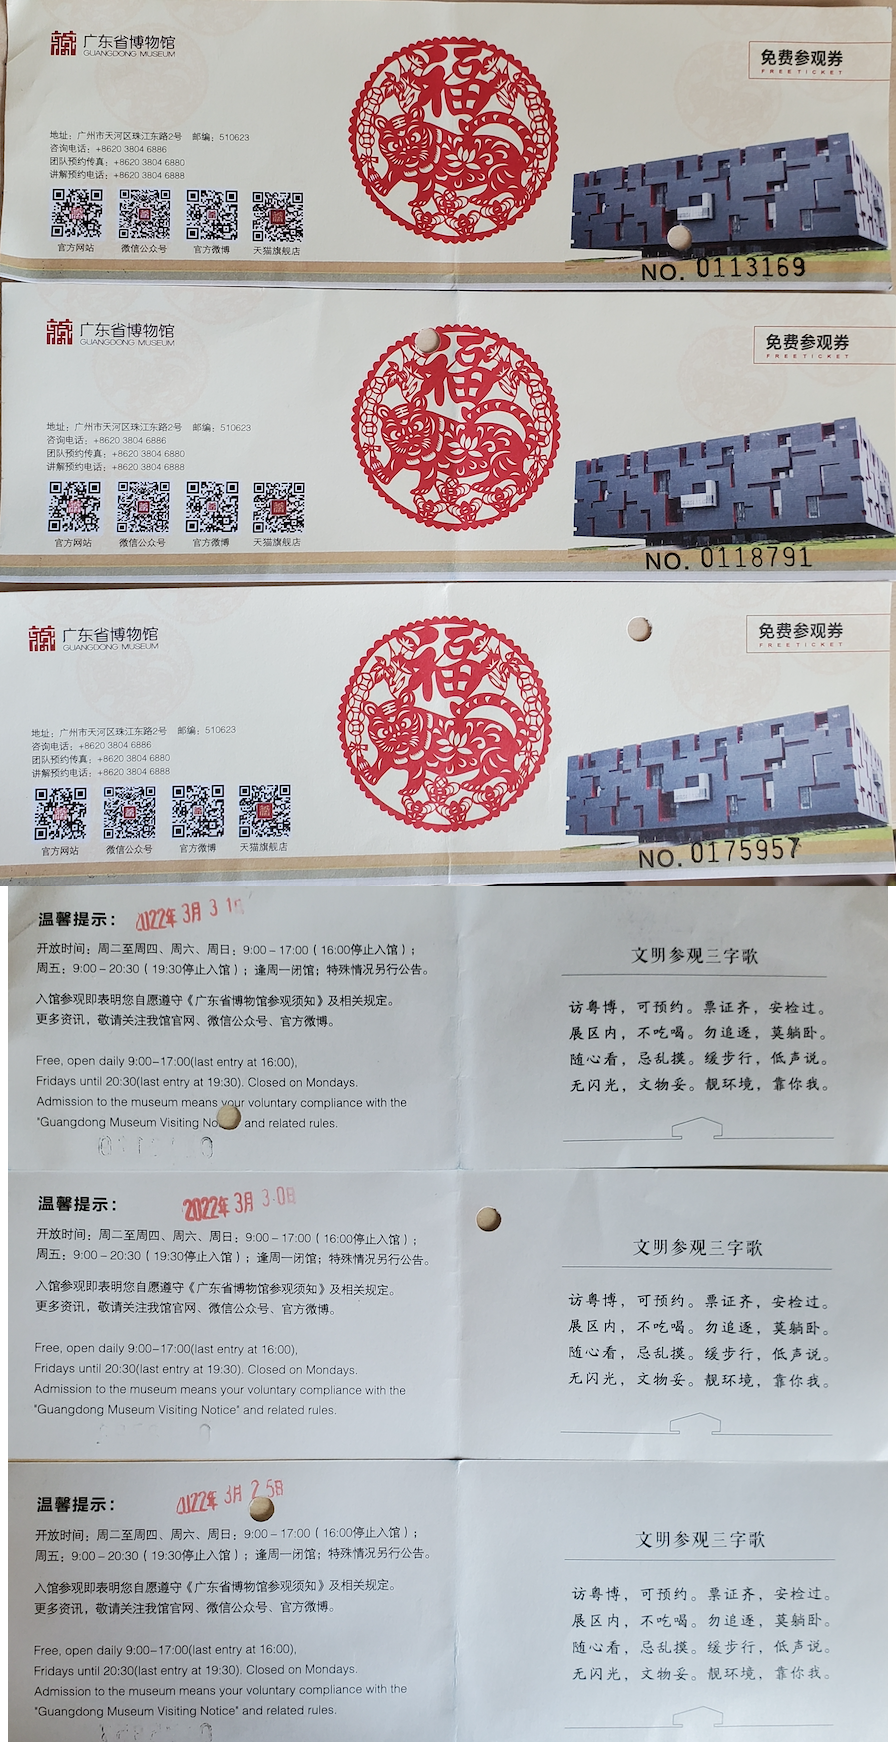 广东省博物馆
GUANGDONG MUSEUM
福
免费参观券
FREE TICKET
地址：广州市天河区珠江东路2号 邮编：510623
咨询电话：+8620 3804 6886
团队预约传真：+8620 3804 6880
讲解预约电话：+8620 3804 6888
官方网站 微信公众号 官方微博 天猫旗舰店
NO. 0113169
广东省博物馆
GUANGDONG MUSEUM
福
免费参观券
FREE TICKET
地址：广州市天河区珠江东路2号 邮编：510623
咨询电话：+8620 3804 6886
团队预约传真：+8620 3804 6880
讲解预约电话：+8620 3804 6888
官方网站 微信公众号 官方微博 天猫旗舰店
NO. 0118791
广东省博物馆
GUANGDONG MUSEUM
福
免费参观券
FREE TICKET
地址：广州市天河区珠江东路2号 邮编：510623
咨询电话：+8620 3804 6886
团队预约传真：+8620 3804 6880
讲解预约电话：+8620 3804 6888
官方网站 微信公众号 官方微博 天猫旗舰店
NO. 0175957
温馨提示：
2022年 3月 31日
开放时间：周二至周四、周六、周日：9:00－17:00（16:00停止入馆）；
周五：9:00－20:30（19:30停止入馆）；逢周一闭馆；特殊情况另行公告。
入馆参观即表明您自愿遵守《广东省博物馆参观须知》及相关规定。
更多资讯，敬请关注我馆官网、微信公众号、官方微博。
Free, open daily 9:00–17:00(last entry at 16:00),
Fridays until 20:30(last entry at 19:30). Closed on Mondays.
Admission to the museum means your voluntary compliance with the
"Guangdong Museum Visiting and related rules.
文明参观三字歌
访粤博，可预约。票证齐，安检过。
展区内，不吃喝。勿追逐，莫躺卧。
随心看，忌乱摸。缓步行，低声说。
无闪光，文物妥。靓环境，靠你我。
温馨提示：
2022年 3月 30日
开放时间：周二至周四、周六、周日：9:00－17:00（16:00停止入馆）；
周五：9:00－20:30（19:30停止入馆）；逢周一闭馆；特殊情况另行公告。
入馆参观即表明您自愿遵守《广东省博物馆参观须知》及相关规定。
更多资讯，敬请关注我馆官网、微信公众号、官方微博。
Free, open daily 9:00–17:00(last entry at 16:00),
Fridays until 20:30(last entry at 19:30). Closed on Mondays.
Admission to the museum means your voluntary compliance with the
"Guangdong Museum Visiting Notice" and related rules.
文明参观三字歌
访粤博，可预约。票证齐，安检过。
展区内，不吃喝。勿追逐，莫躺卧。
随心看，忌乱摸。缓步行，低声说。
无闪光，文物妥。靓环境，靠你我。
温馨提示：
2022年 3月 25日
开放时间：周二至周四、周六、周日：9:00－17:00（16:00停止入馆）；
周五：9:00－20:30（19:30停止入馆）；逢周一闭馆；特殊情况另行公告。
入馆参观即表明您自愿遵守《广东省博物馆参观须知》及相关规定。
更多资讯，敬请关注我馆官网、微信公众号、官方微博。
Free, open daily 9:00–17:00(last entry at 16:00),
Fridays until 20:30(last entry at 19:30). Closed on Mondays.
Admission to the museum means your voluntary compliance with the
"Guangdong Museum Visiting Notice" and related rules.
文明参观三字歌
访粤博，可预约。票证齐，安检过。
展区内，不吃喝。勿追逐，莫躺卧。
随心看，忌乱摸。缓步行，低声说。
无闪光，文物妥。靓环境，靠你我。